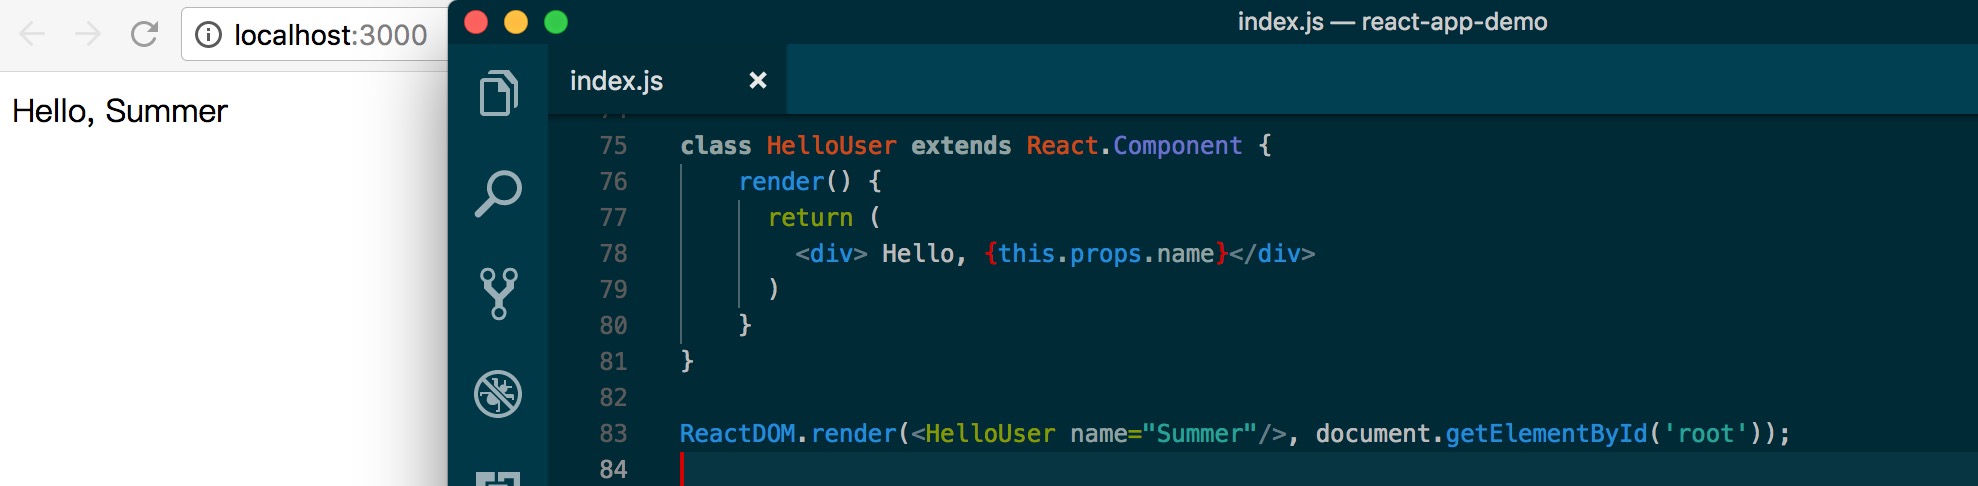 localhost:3000
Hello, Summer
index.js — react-app-demo
index.js
75 class HelloUser extends React.Component {
76 render() {
77 return (
78 <div> Hello, {this.props.name}</div>
79 )
80 }
81 }
82
83 ReactDOM.render(<HelloUser name="Summer"/>, document.getElementById('root'));
84